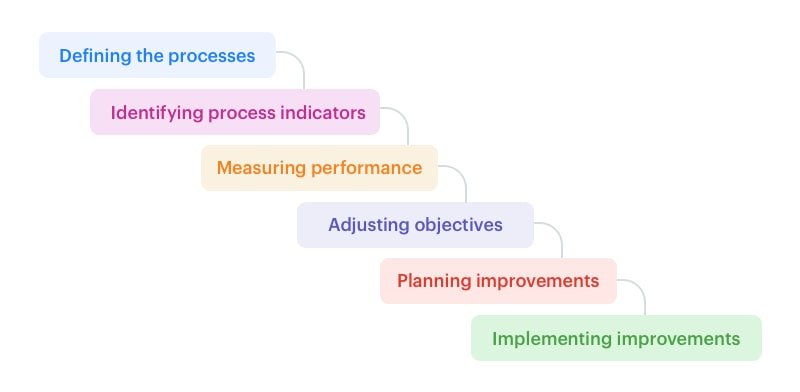 Defining the processes
Identifying process indicators
Measuring performance
Adjusting objectives
Planning improvements
Implementing improvements